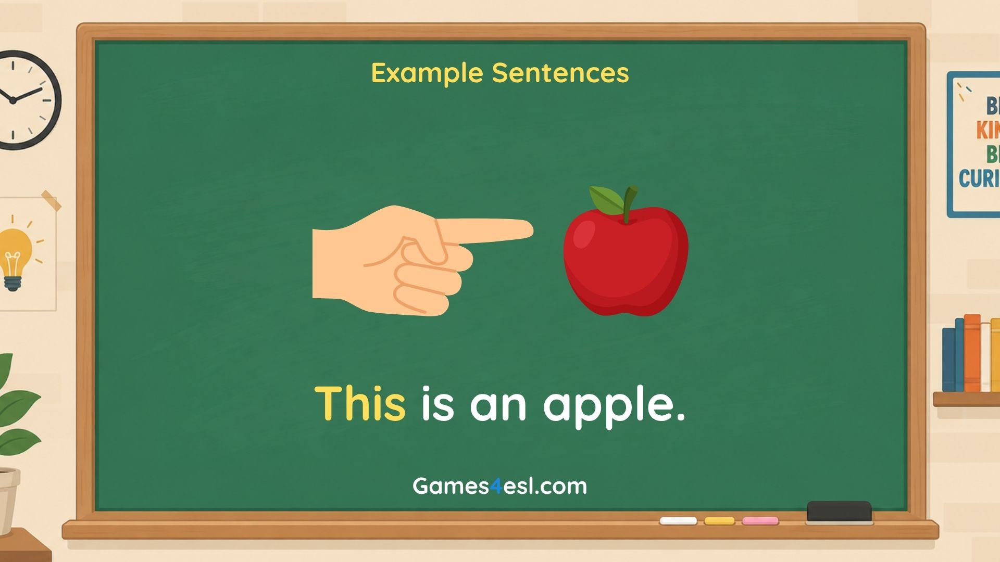 Example Sentences
This is an apple.
Games4esl.com